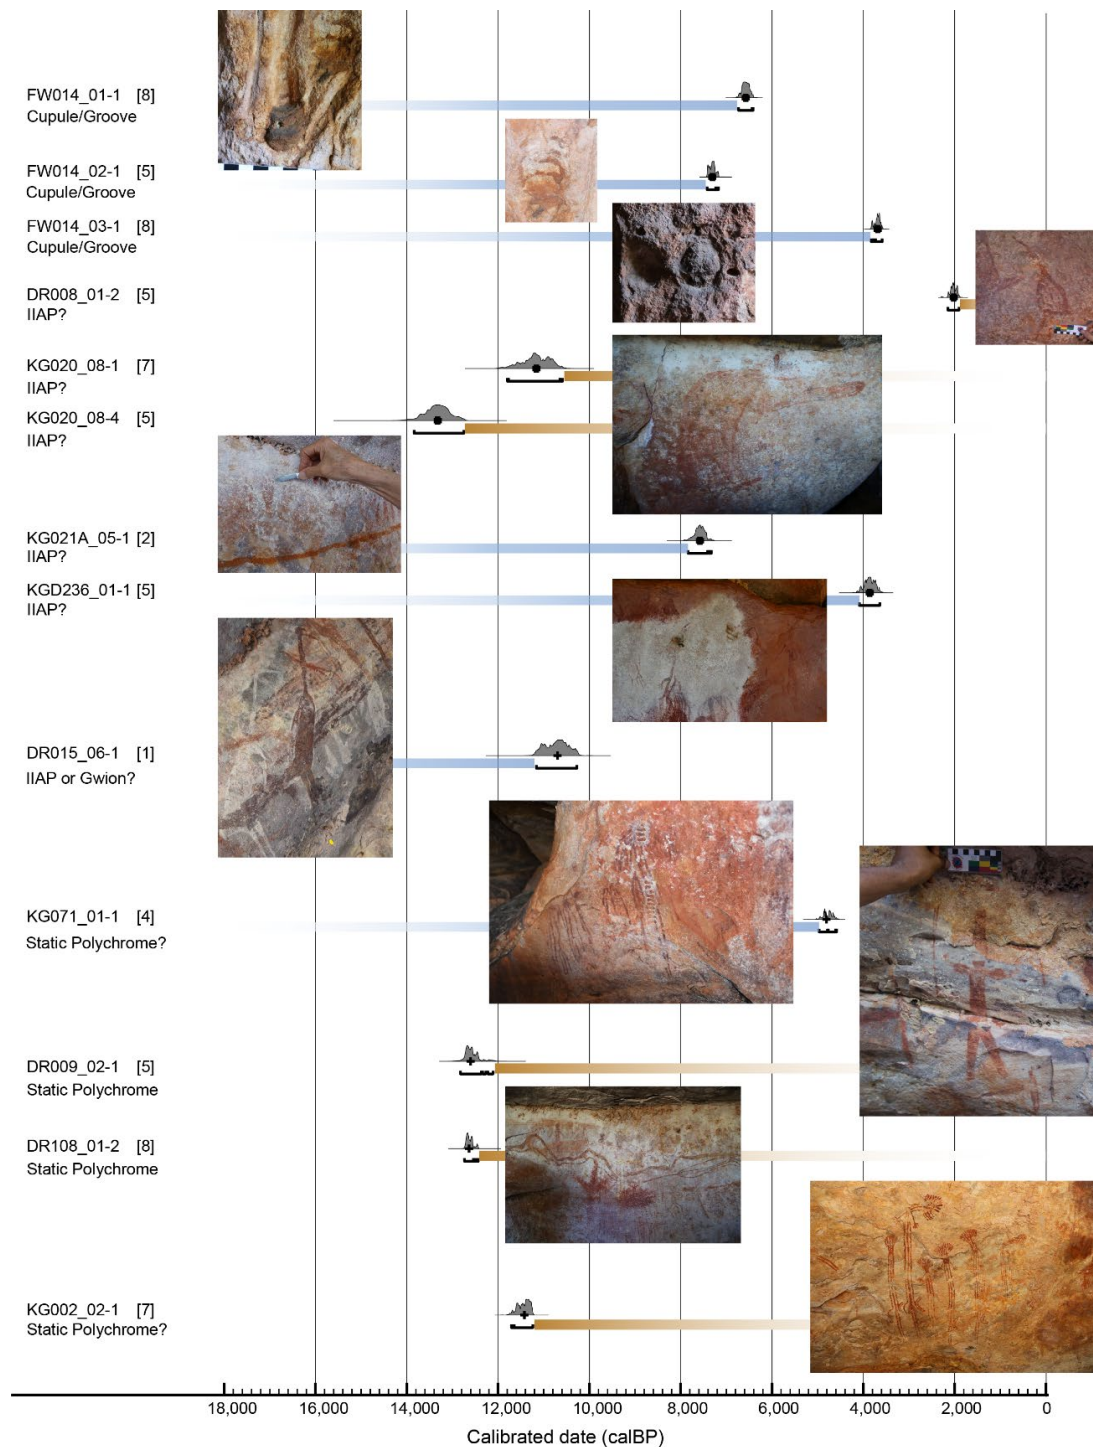 FW014_01-1 [8]
Cupule/Groove
FW014_02-1 [5]
Cupule/Groove
FW014_03-1 [8]
Cupule/Groove
DR008_01-2 [5]
IIAP?
KG020_08-1 [7]
IIAP?
KG020_08-4 [5]
IIAP?
KG021A_05-1 [2]
IIAP?
KGD236_01-1 [5]
IIAP?
DR015_06-1 [1]
IIAP or Gwion?
KG071_01-1 [4]
Static Polychrome?
DR009_02-1 [5]
Static Polychrome
DR108_01-2 [8]
Static Polychrome
KG002_02-1 [7]
Static Polychrome?
18,000 16,000 14,000 12,000 10,000 8,000 6,000 4,000 2,000 0
Calibrated date (calBP)